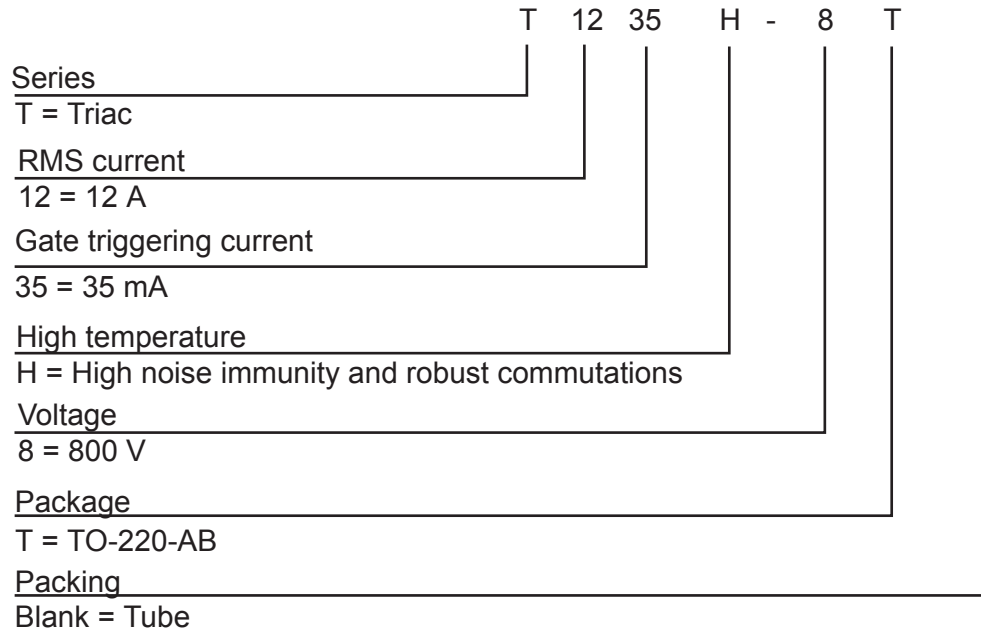 T 12 35 H - 8 T
Series
T = Triac
RMS current
12 = 12 A
Gate triggering current
35 = 35 mA
High temperature
H = High noise immunity and robust commutations
Voltage
8 = 800 V
Package
T = TO-220-AB
Packing
Blank = Tube